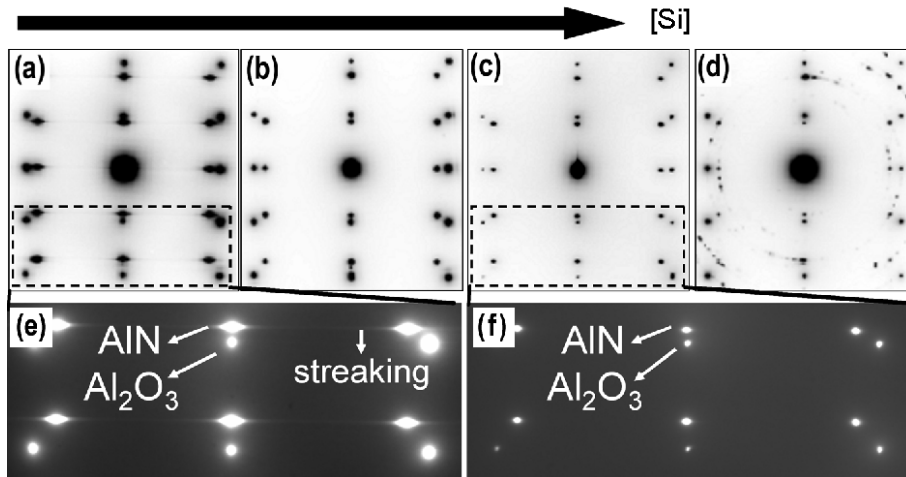 [Si]
(a)
(b)
(c)
(d)
(e)
AlN
Al₂O₃
streaking
(f)
AlN
Al₂O₃